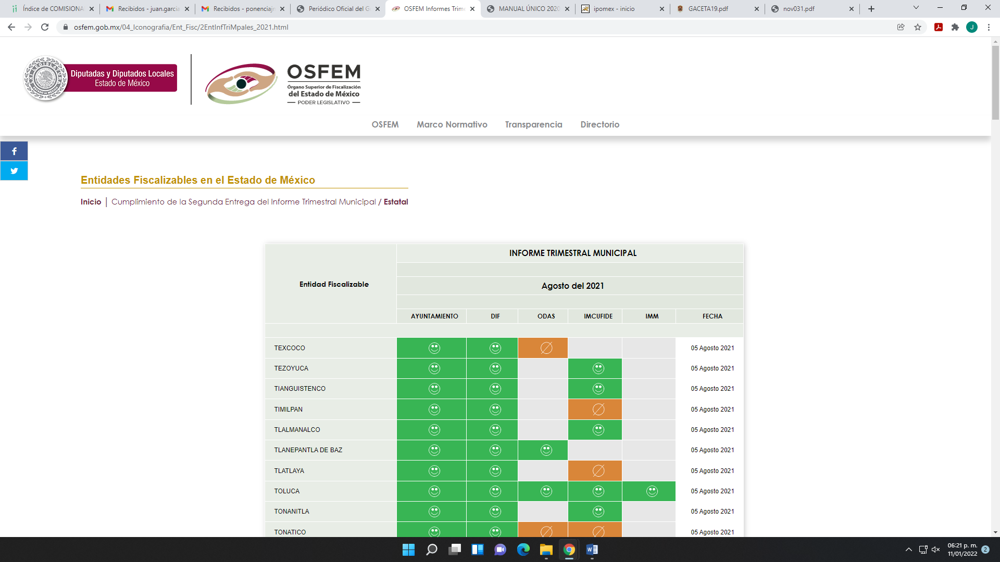 Índice de COMISIONA
Recibidos - juan.garcia
Recibidos - ponenciajr
Periódico Oficial del G
OSFEM Informes Trime
MANUAL ÚNICO 2020
ipomex - inicio
GACETA19.pdf
nov031.pdf
osfem.gob.mx/04_Iconografia/Ent_Fisc/2EntInfTriMpales_2021.html
J
Diputadas y Diputados Locales
Estado de México
OSFEM
Órgano Superior de Fiscalización
del Estado de México
PODER LEGISLATIVO
OSFEM Marco Normativo Transparencia Directorio
Entidades Fiscalizables en el Estado de México
Inicio | Cumplimiento de la Segunda Entrega del Informe Trimestral Municipal / Estatal
INFORME TRIMESTRAL MUNICIPAL
Entidad Fiscalizable
Agosto del 2021
AYUNTAMIENTO DIF ODAS IMCUFIDE IMM FECHA
TEXCOCO 05 Agosto 2021
TEZOYUCA 05 Agosto 2021
TIANGUISTENCO 05 Agosto 2021
TIMILPAN 05 Agosto 2021
TLALMANALCO 05 Agosto 2021
TLANEPANTLA DE BAZ 05 Agosto 2021
TLATLAYA 05 Agosto 2021
TOLUCA 05 Agosto 2021
TONANITLA 05 Agosto 2021
TONATICO 05 Agosto 2021
06:21 p. m.
11/01/2022
2